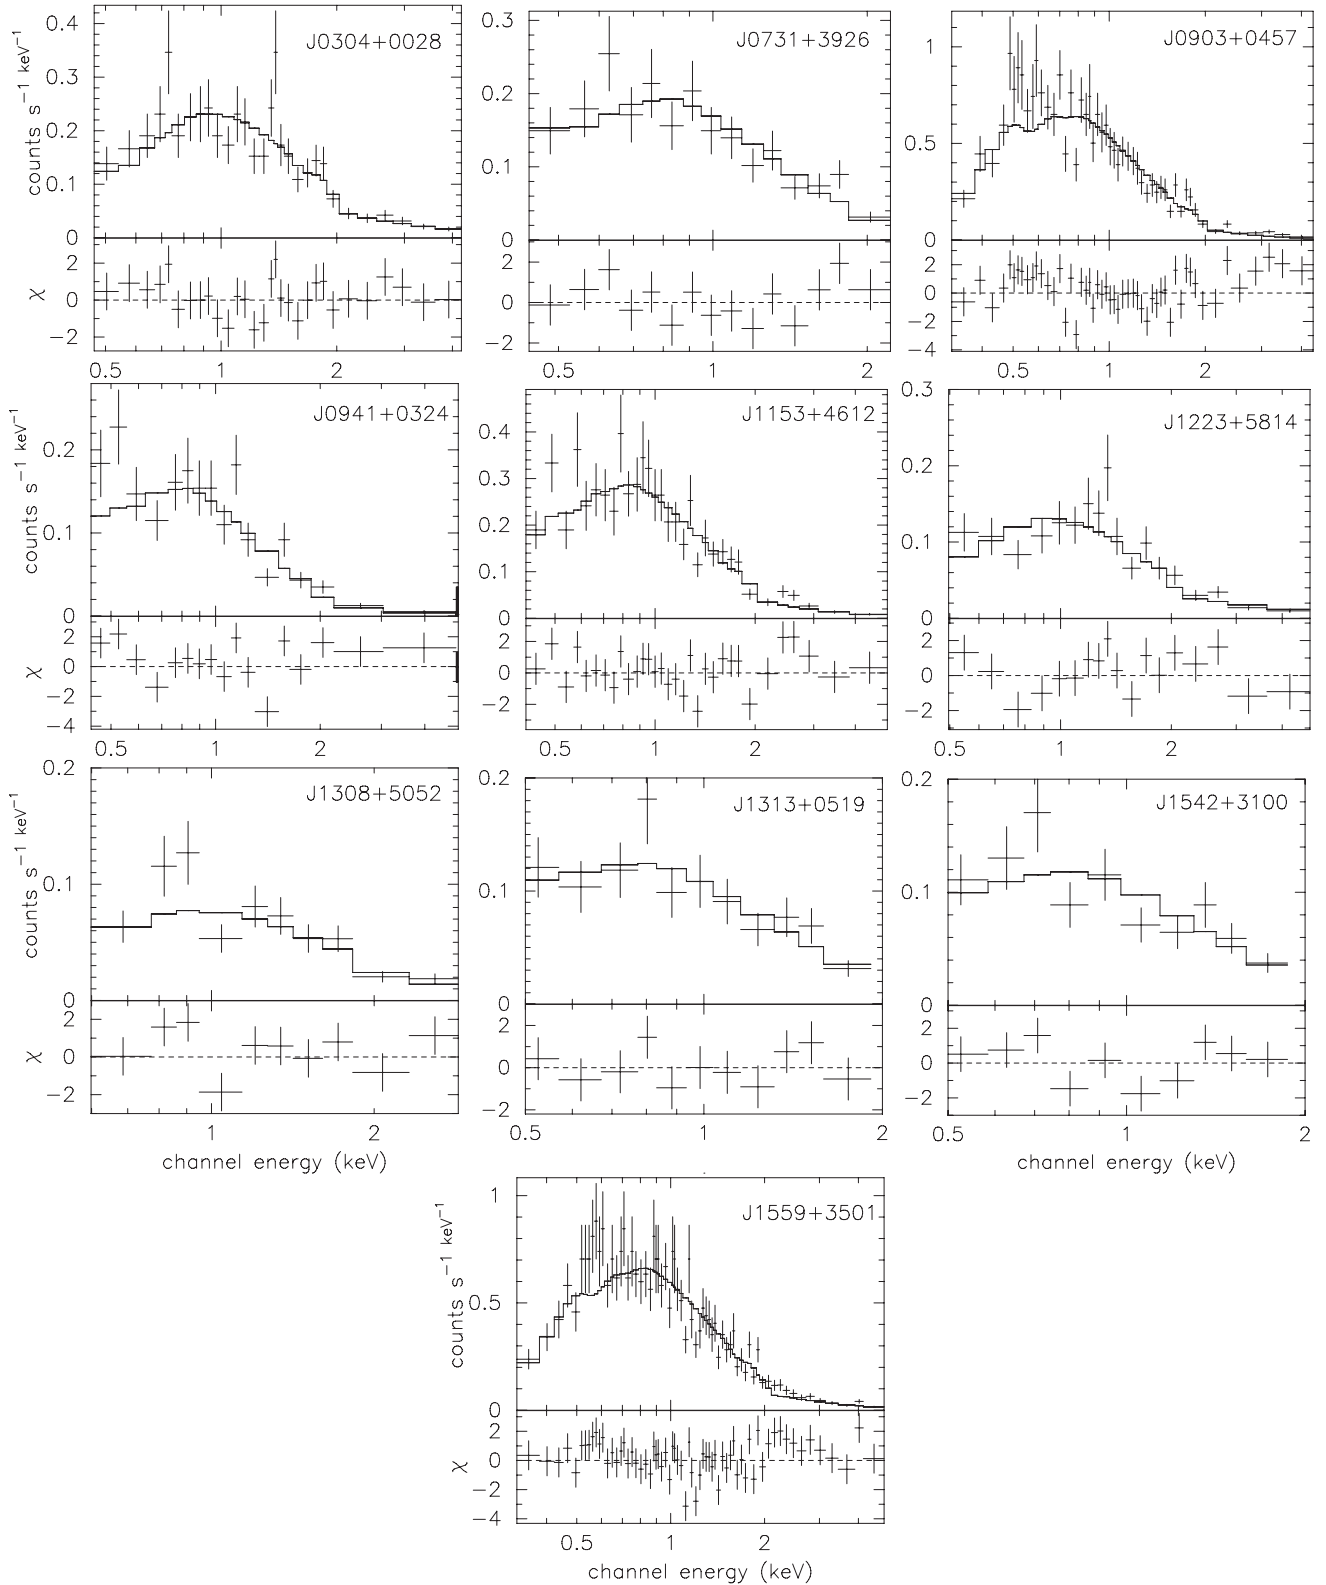 J0304+0028
counts s⁻¹ keV⁻¹
0.4
0.3
0.2
0.1
0
χ
2
0
−2
0.5 1 2
J0731+3926
0.3
0.2
0.1
0
2
0
−2
0.5 1 2
J0903+0457
1
0.5
0
2
0
−2
−4
0.5 1 2
J0941+0324
counts s⁻¹ keV⁻¹
0.2
0.1
0
χ
2
0
−2
−4
0.5 1 2
J1153+4612
0.4
0.3
0.2
0.1
0
2
0
−2
0.5 1 2
J1223+5814
0.3
0.2
0.1
0
2
0
−2
0.5 1 2
J1308+5052
counts s⁻¹ keV⁻¹
0.2
0.1
0
χ
2
0
−2
1 2
channel energy (keV)
J1313+0519
0.2
0.1
0
2
0
−2
0.5 1 2
J1542+3100
0.2
0.1
0
2
0
−2
0.5 1 2
channel energy (keV)
J1559+3501
counts s⁻¹ keV⁻¹
1
0.5
0
χ
2
0
−2
−4
0.5 1 2
channel energy (keV)